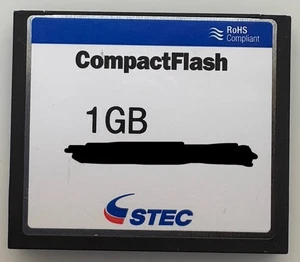 RoHS
Compliant
CompactFlash
1GB
STEC